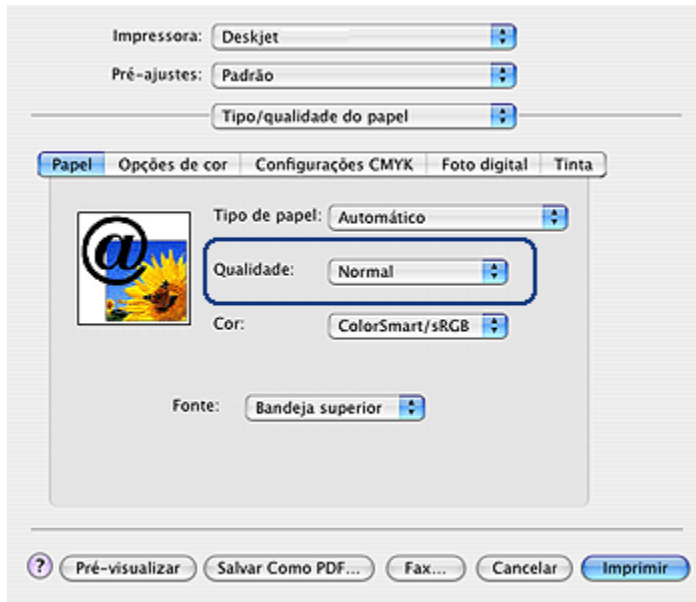 Impressora: Deskjet
Pré-ajustes: Padrão
Tipo/qualidade do papel
Papel Opções de cor Configurações CMYK Foto digital Tinta
Tipo de papel: Automático
@
Qualidade: Normal
Cor: ColorSmart/sRGB
Fonte: Bandeja superior
? Pré-visualizar Salvar Como PDF... Fax... Cancelar Imprimir